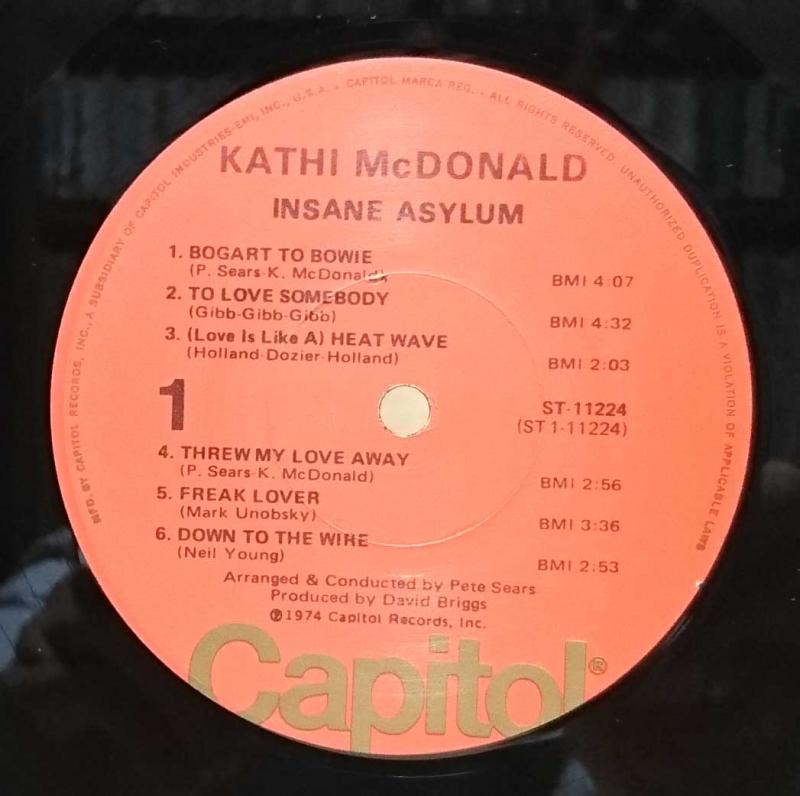 MFD. BY CAPITOL RECORDS, INC., A SUBSIDIARY OF CAPITOL INDUSTRIES-EMI, INC., U.S.A. • CAPITOL MARCA REG. • ALL RIGHTS RESERVED. UNAUTHORIZED DUPLICATION IS A VIOLATION OF APPLICABLE LAWS
KATHI McDONALD
INSANE ASYLUM
1. BOGART TO BOWIE
(P. Sears-K. McDonald) BMI 4:07
2. TO LOVE SOMEBODY
(Gibb-Gibb-Gibb) BMI 4:32
3. (Love Is Like A) HEAT WAVE
(Holland-Dozier-Holland) BMI 2:03
1
ST-11224
(ST 1-11224)
4. THREW MY LOVE AWAY
(P. Sears-K. McDonald) BMI 2:56
5. FREAK LOVER
(Mark Unobsky) BMI 3:36
6. DOWN TO THE WIRE
(Neil Young) BMI 2:53
Arranged & Conducted by Pete Sears
Produced by David Briggs
℗1974 Capitol Records, Inc.
Capitol®